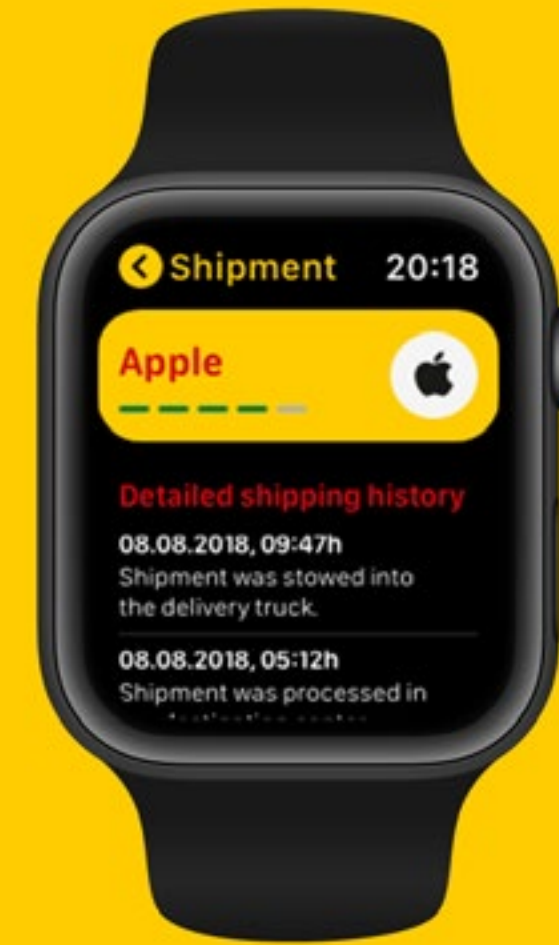 Shipment 20:18
Apple
Detailed shipping history
08.08.2018, 09:47h
Shipment was stowed into
the delivery truck.
08.08.2018, 05:12h
Shipment was processed in